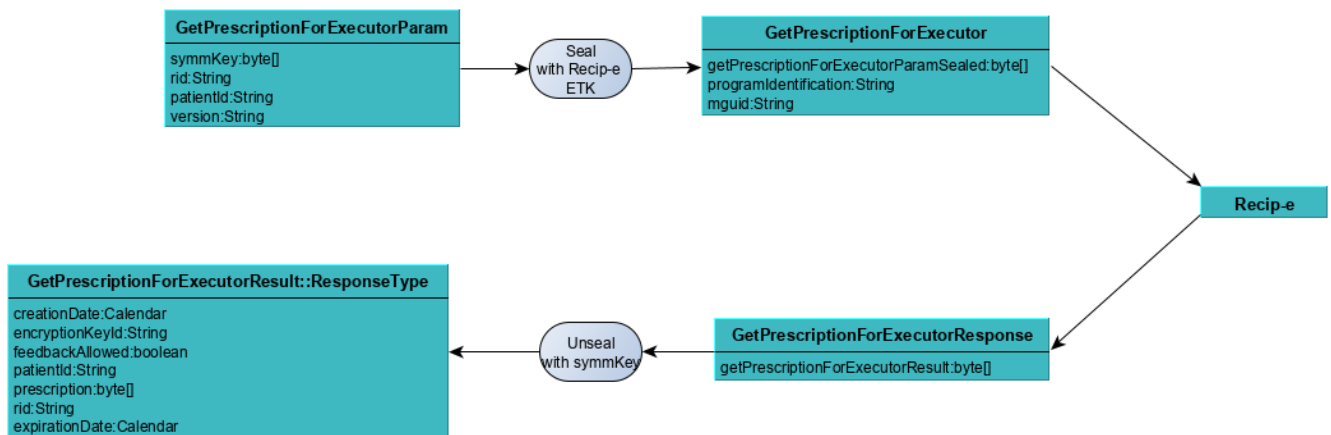 GetPrescriptionForExecutorParam
symmKey:byte[]
rid:String
patientId:String
version:String
Seal
with Recip-e
ETK
GetPrescriptionForExecutor
getPrescriptionForExecutorParamSealed:byte[]
programIdentification:String
mguid:String
Recip-e
GetPrescriptionForExecutorResponse
getPrescriptionForExecutorResult:byte[]
Unseal
with symmKey
GetPrescriptionForExecutorResult::ResponseType
creationDate:Calendar
encryptionKeyId:String
feedbackAllowed:boolean
patientId:String
prescription:byte[]
rid:String
expirationDate:Calendar